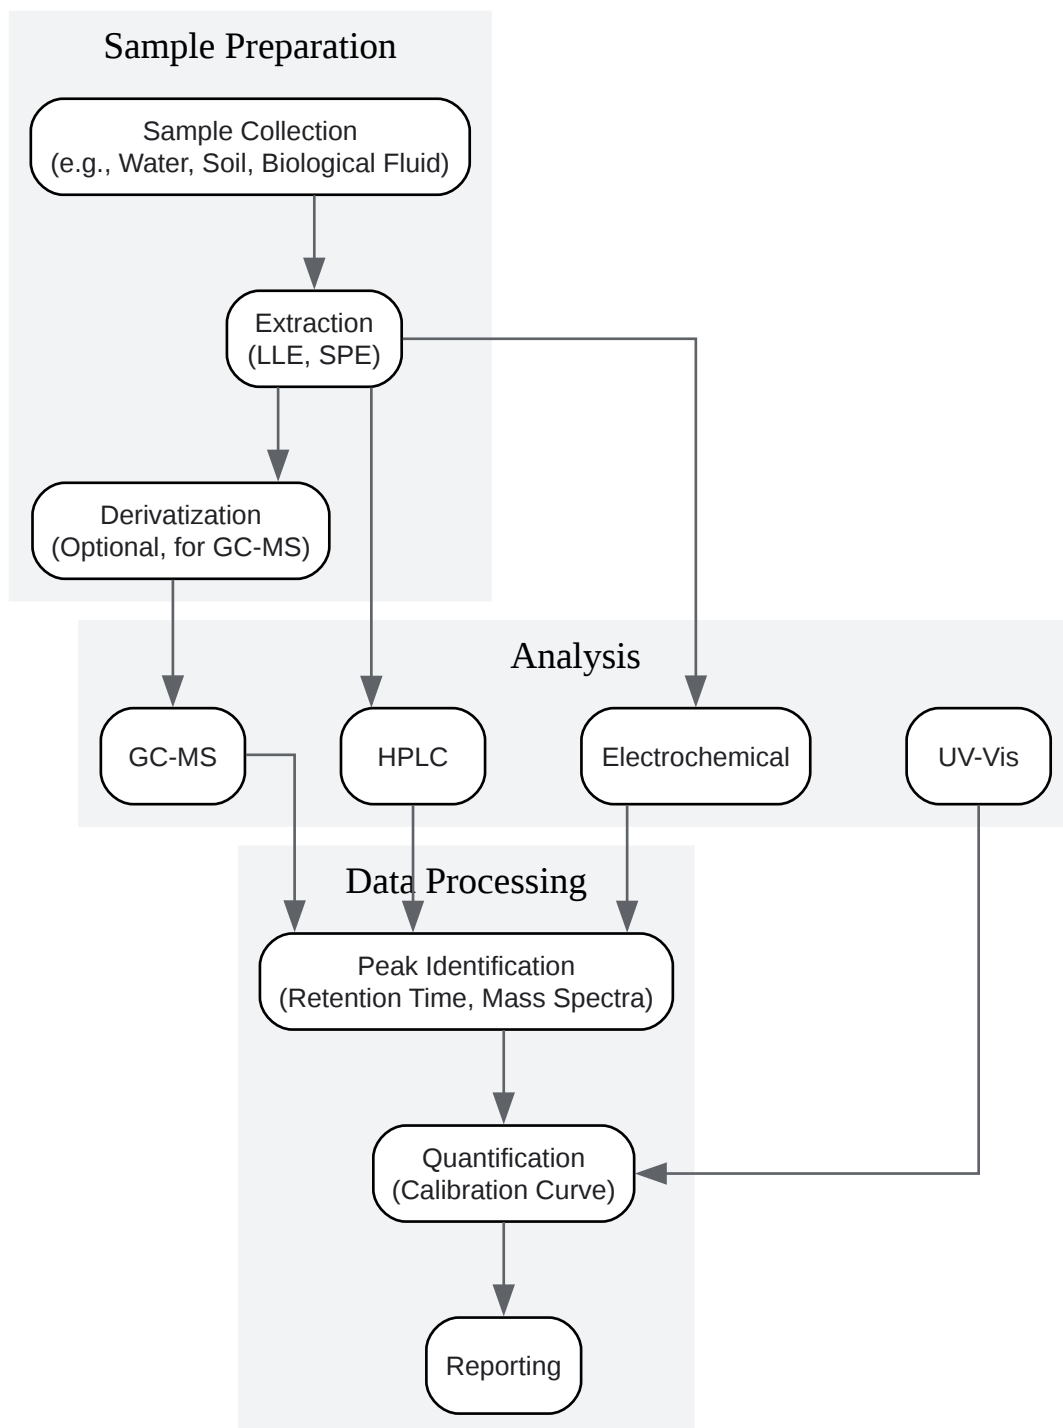 Sample Preparation
Sample Collection
(e.g., Water, Soil, Biological Fluid)
Extraction
(LLE, SPE)
Derivatization
(Optional, for GC-MS)
Analysis
GC-MS
HPLC
Electrochemical
UV-Vis
Data Processing
Peak Identification
(Retention Time, Mass Spectra)
Quantification
(Calibration Curve)
Reporting